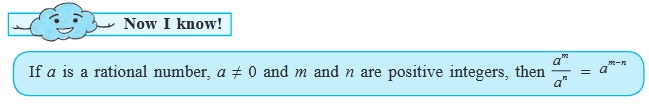 Now I know!
If a is a rational number, a ≠ 0 and m and n are positive integers, then a^m/a^n = a^(m−n)